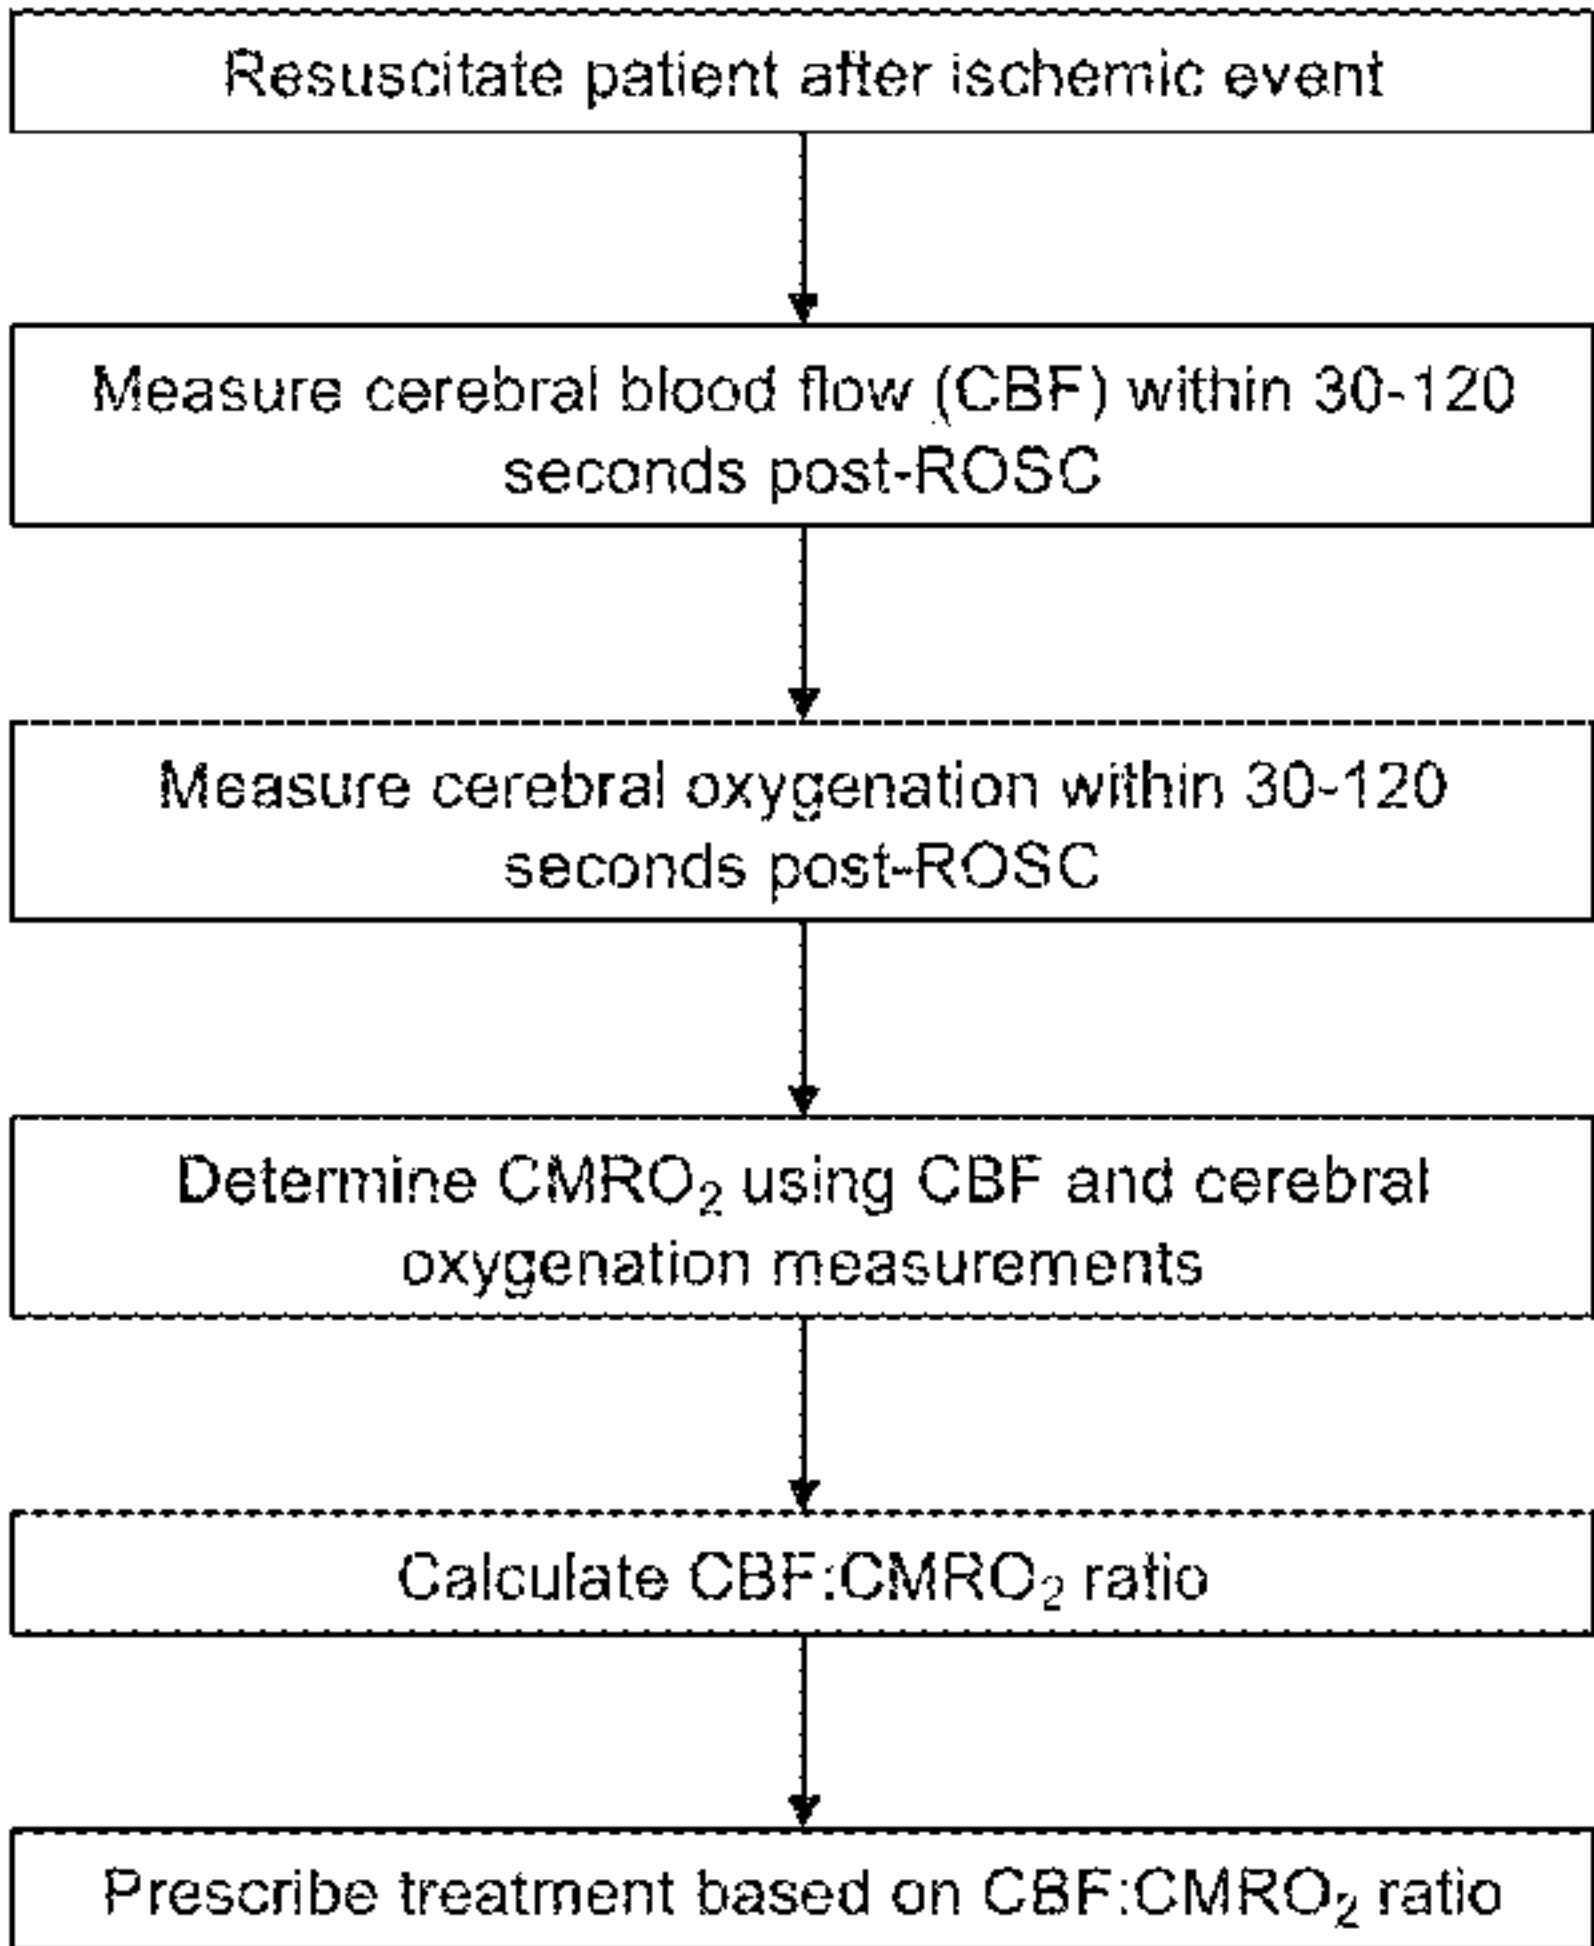 Resuscitate patient after ischemic event
Measure cerebral blood flow (CBF) within 30-120
seconds post-ROSC
Measure cerebral oxygenation within 30-120
seconds post-ROSC
Determine CMRO₂ using CBF and cerebral
oxygenation measurements
Calculate CBF:CMRO₂ ratio
Prescribe treatment based on CBF:CMRO₂ ratio